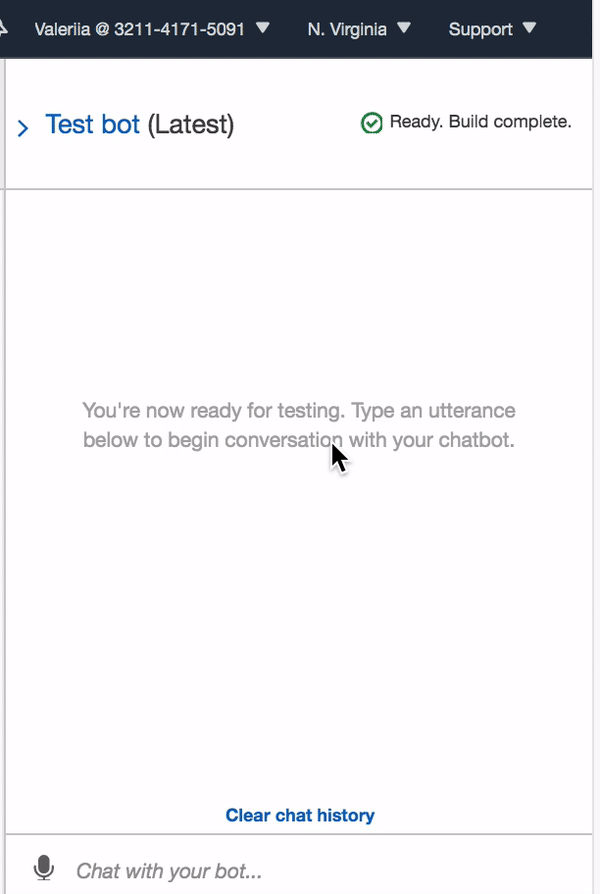 Valeriia @ 3211-4171-5091 N. Virginia Support
Test bot (Latest) Ready. Build complete.
You're now ready for testing. Type an utterance
below to begin conversation with your chatbot.
Clear chat history
Chat with your bot...